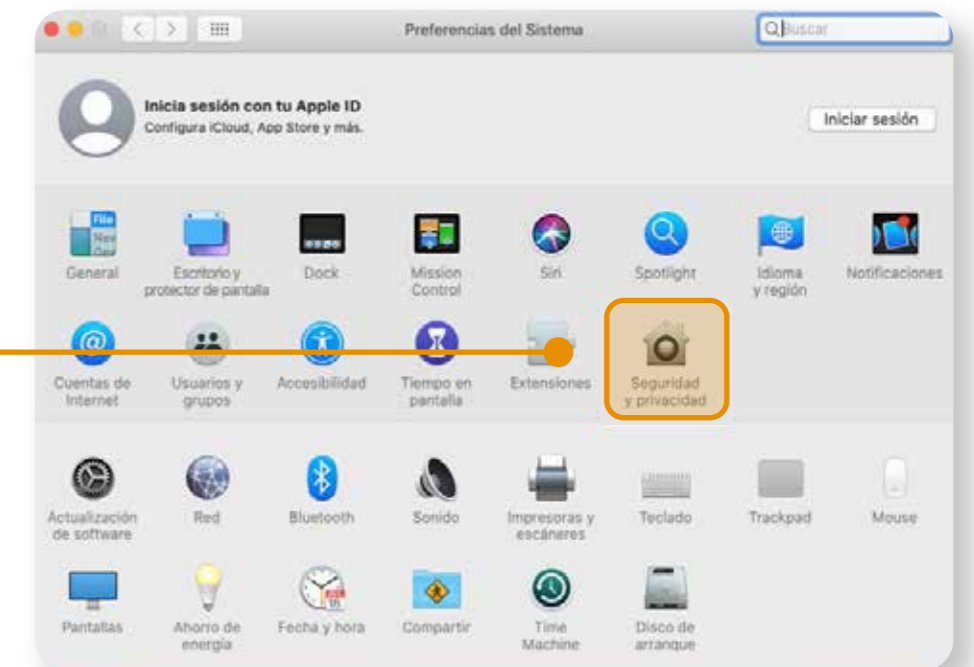 Preferencias del Sistema
Buscar
Inicia sesión con tu Apple ID
Configura iCloud, App Store y más.
Iniciar sesión
File
New
General
Escritorio y
protector de pantalla
Dock
Mission
Control
Siri
Spotlight
Idioma
y región
Notificaciones
@
Cuentas de
Internet
Usuarios y
grupos
Accesibilidad
Tiempo en
pantalla
Extensiones
Seguridad
y privacidad
Actualización
de software
Red
Bluetooth
Sonido
Impresoras y
escáneres
Teclado
Trackpad
Mouse
Pantallas
Ahorro de
energía
Fecha y hora
Compartir
Time
Machine
Disco de
arranque